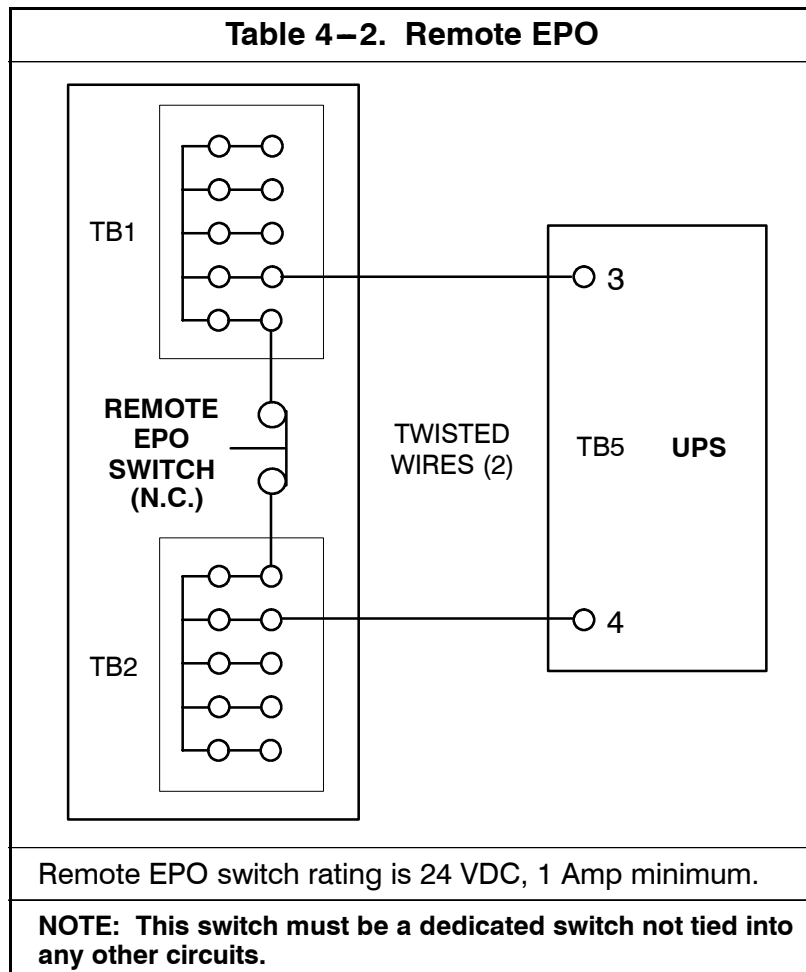 Table 4-2. Remote EPO
TB1
3
REMOTE
EPO
SWITCH
(N.C.)
TWISTED
WIRES (2)
TB5
UPS
4
TB2
Remote EPO switch rating is 24 VDC, 1 Amp minimum.
NOTE: This switch must be a dedicated switch not tied into
any other circuits.